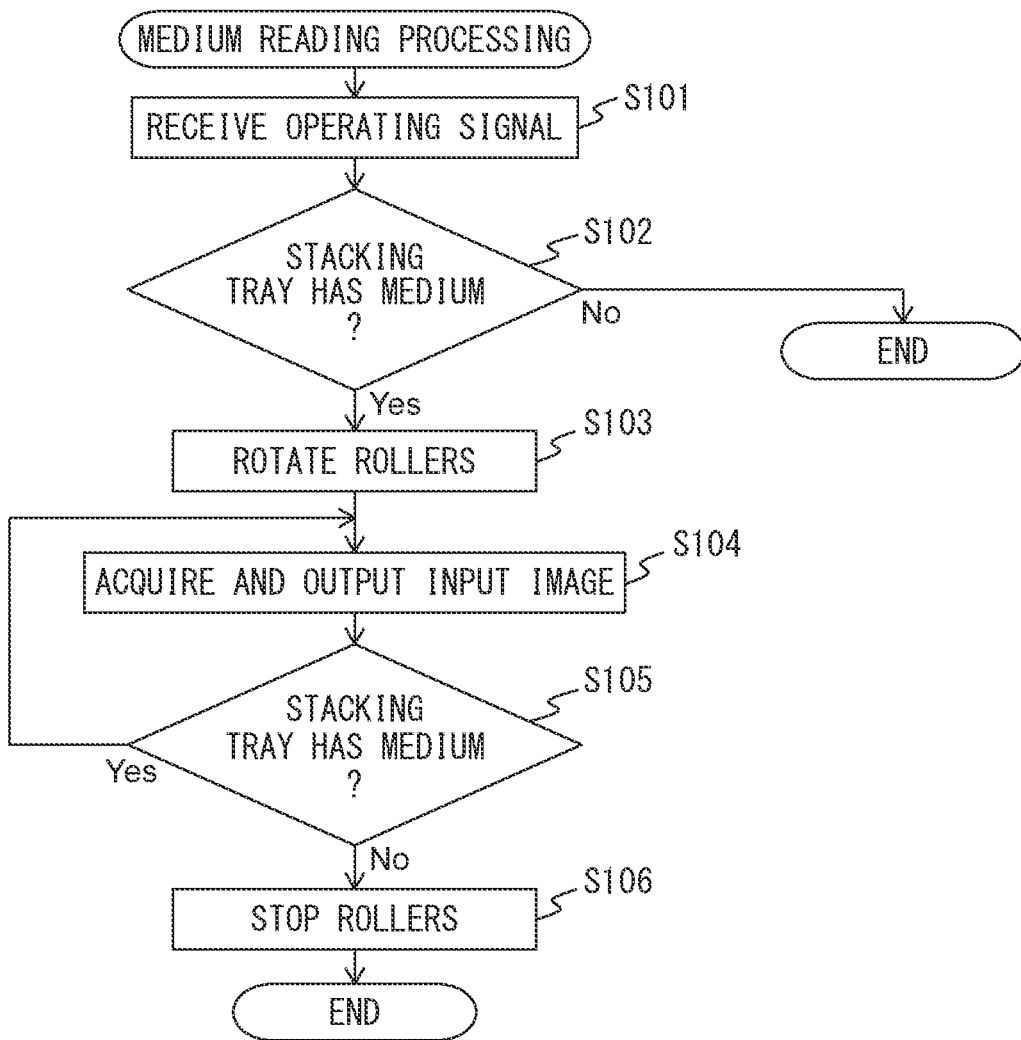 MEDIUM READING PROCESSING
S101
RECEIVE OPERATING SIGNAL
S102
STACKING
TRAY HAS MEDIUM
?
No
END
Yes
S103
ROTATE ROLLERS
S104
ACQUIRE AND OUTPUT INPUT IMAGE
S105
STACKING
TRAY HAS MEDIUM
?
Yes
No
S106
STOP ROLLERS
END